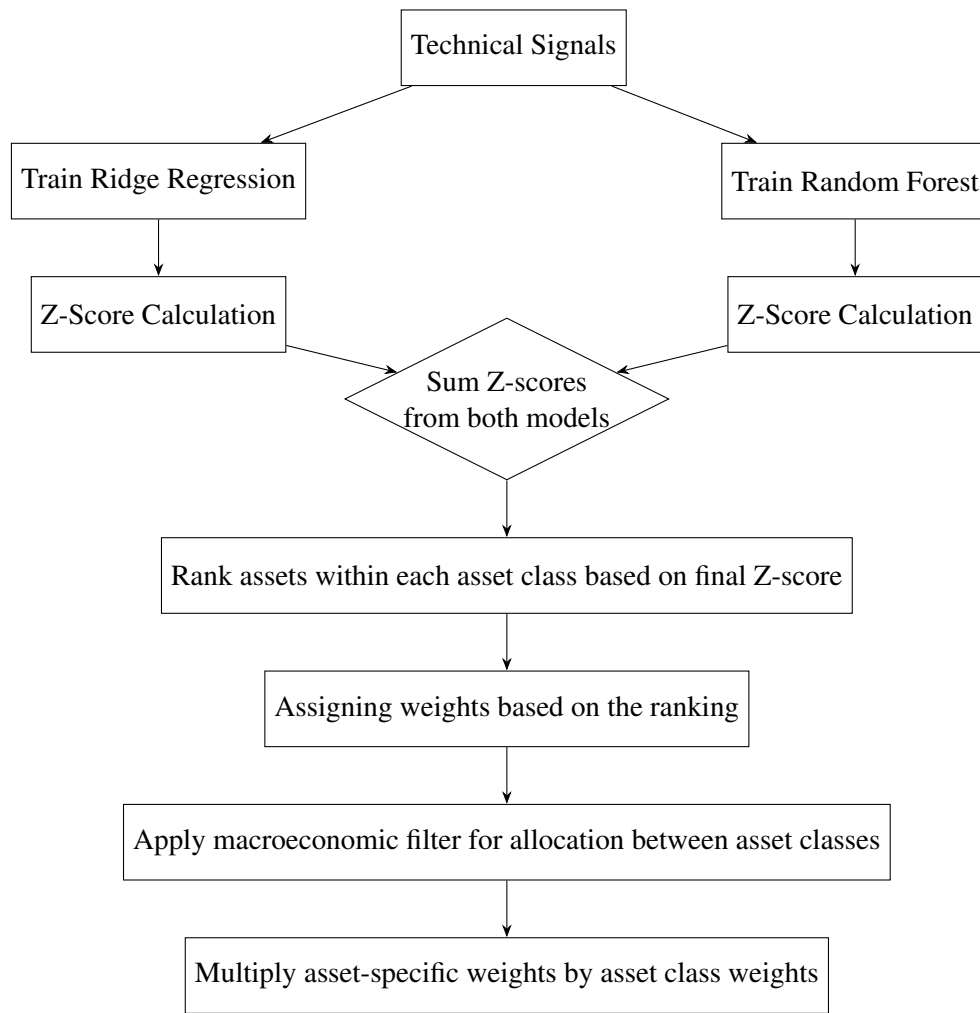 Technical Signals
Train Ridge Regression
Train Random Forest
Z-Score Calculation
Z-Score Calculation
Sum Z-scores
from both models
Rank assets within each asset class based on final Z-score
Assigning weights based on the ranking
Apply macroeconomic filter for allocation between asset classes
Multiply asset-specific weights by asset class weights